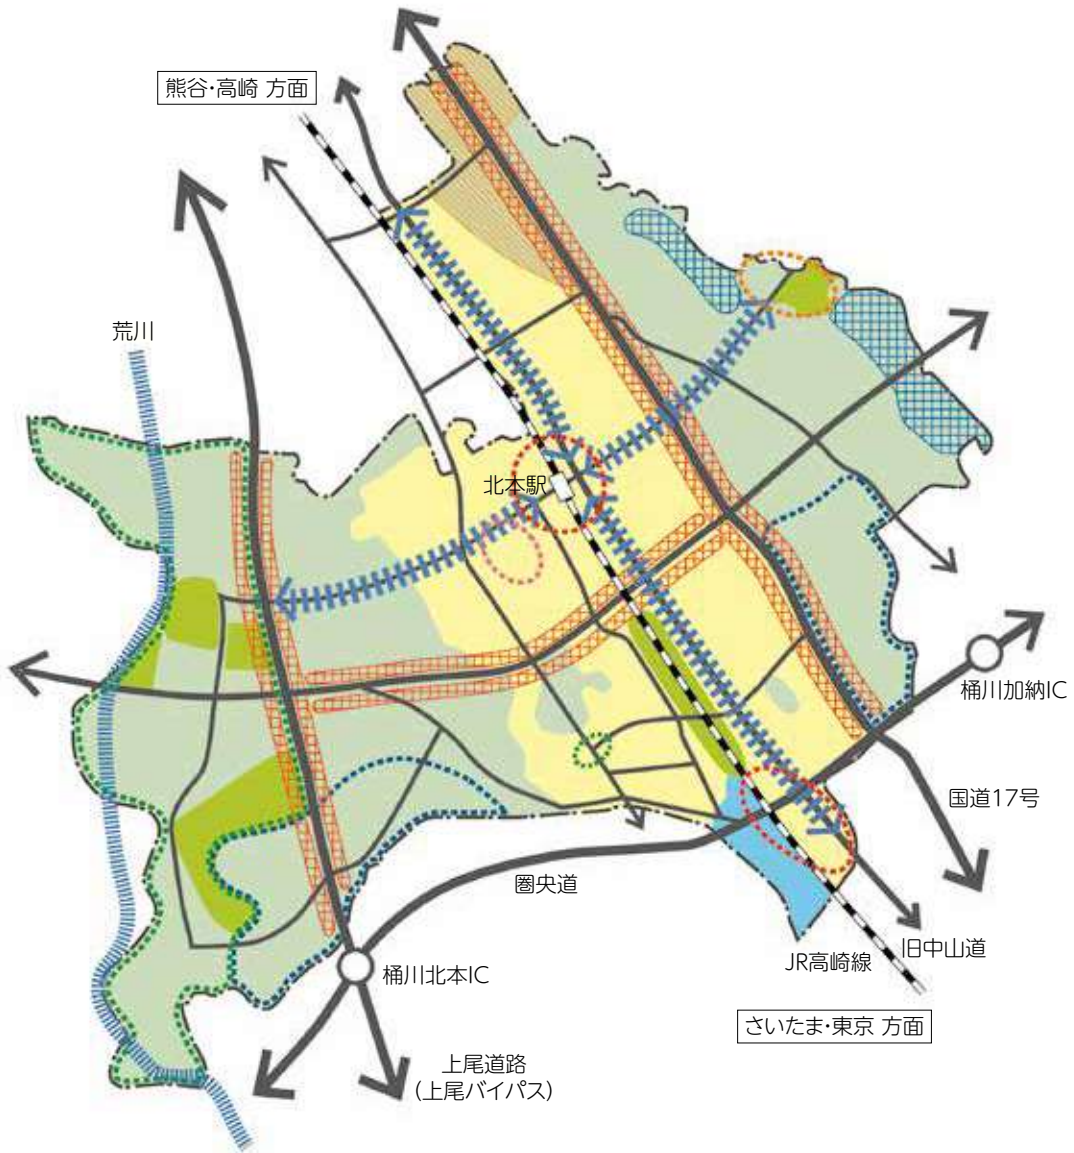 熊谷・高崎 方面
荒川
北本駅
桶川加納IC
国道17号
圏央道
旧中山道
JR高崎線
桶川北本IC
さいたま・東京 方面
上尾道路
(上尾バイパス)